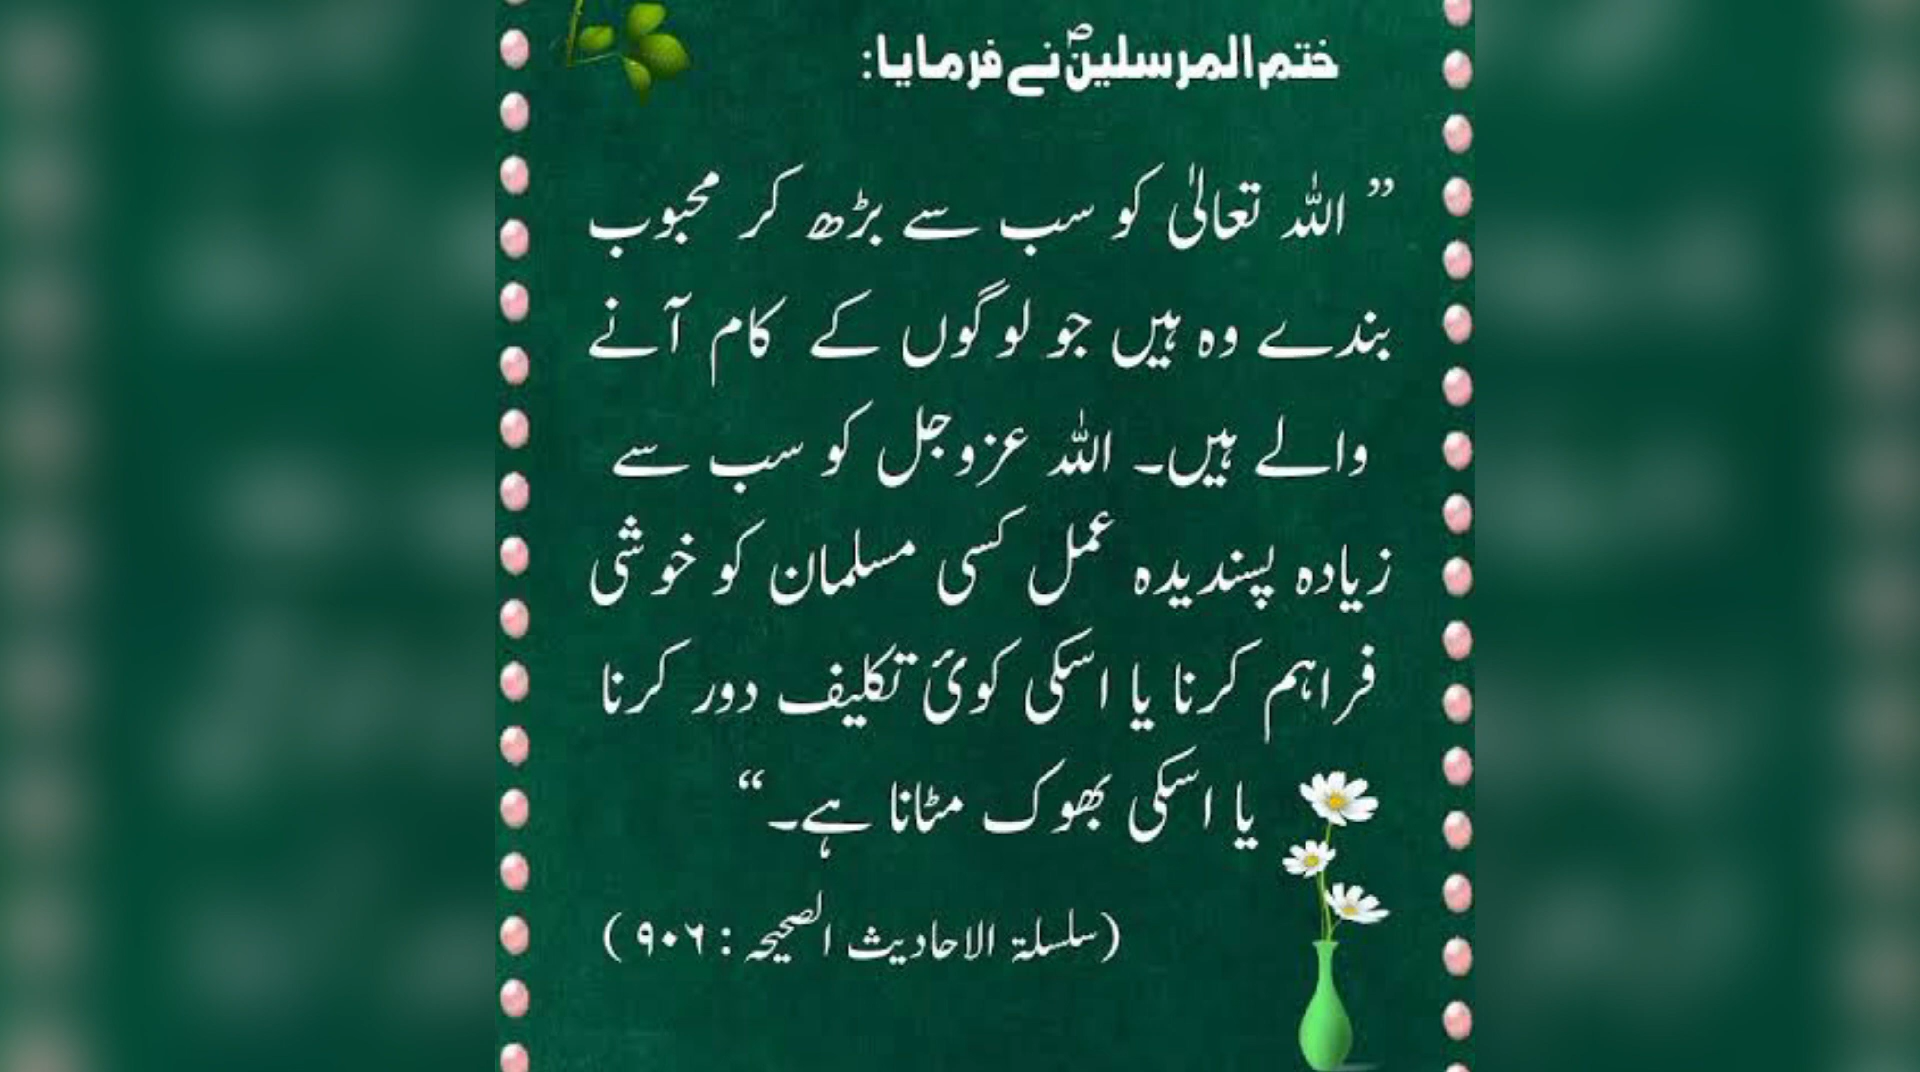 ختم المرسلینؐ نے فرمایا:
” اللہ تعالیٰ کو سب سے بڑھ کر محبوب
بندے وہ ہیں جو لوگوں کے کام آنے
والے ہیں۔ اللہ عزوجل کو سب سے
زیادہ پسندیدہ عمل کسی مسلمان کو خوشی
فراہم کرنا یا اسکی کوئ تکلیف دور کرنا
یا اسکی بھوک مٹانا ہے۔“
(سلسلۃ الاحادیث الصحیحہ : ٩٠٦)